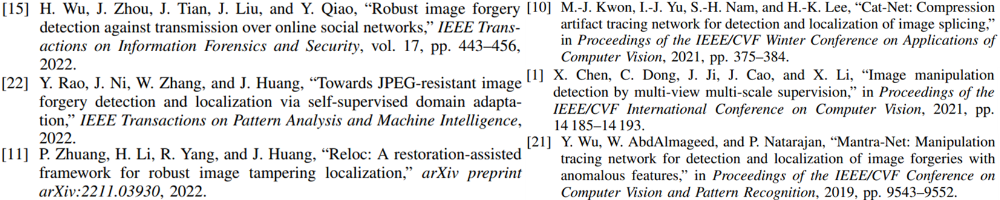 [15] H. Wu, J. Zhou, J. Tian, J. Liu, and Y. Qiao, “Robust image forgery
detection against transmission over online social networks,” IEEE Trans-
actions on Information Forensics and Security, vol. 17, pp. 443–456,
2022.
[22] Y. Rao, J. Ni, W. Zhang, and J. Huang, “Towards JPEG-resistant image
forgery detection and localization via self-supervised domain adapta-
tion,” IEEE Transactions on Pattern Analysis and Machine Intelligence,
2022.
[11] P. Zhuang, H. Li, R. Yang, and J. Huang, “Reloc: A restoration-assisted
framework for robust image tampering localization,” arXiv preprint
arXiv:2211.03930, 2022.
[10] M.-J. Kwon, I.-J. Yu, S.-H. Nam, and H.-K. Lee, “Cat-Net: Compression
artifact tracing network for detection and localization of image splicing,”
in Proceedings of the IEEE/CVF Winter Conference on Applications of
Computer Vision, 2021, pp. 375–384.
[1] X. Chen, C. Dong, J. Ji, J. Cao, and X. Li, “Image manipulation
detection by multi-view multi-scale supervision,” in Proceedings of the
IEEE/CVF International Conference on Computer Vision, 2021, pp.
14 185–14 193.
[21] Y. Wu, W. AbdAlmageed, and P. Natarajan, “Mantra-Net: Manipulation
tracing network for detection and localization of image forgeries with
anomalous features,” in Proceedings of the IEEE/CVF Conference on
Computer Vision and Pattern Recognition, 2019, pp. 9543–9552.